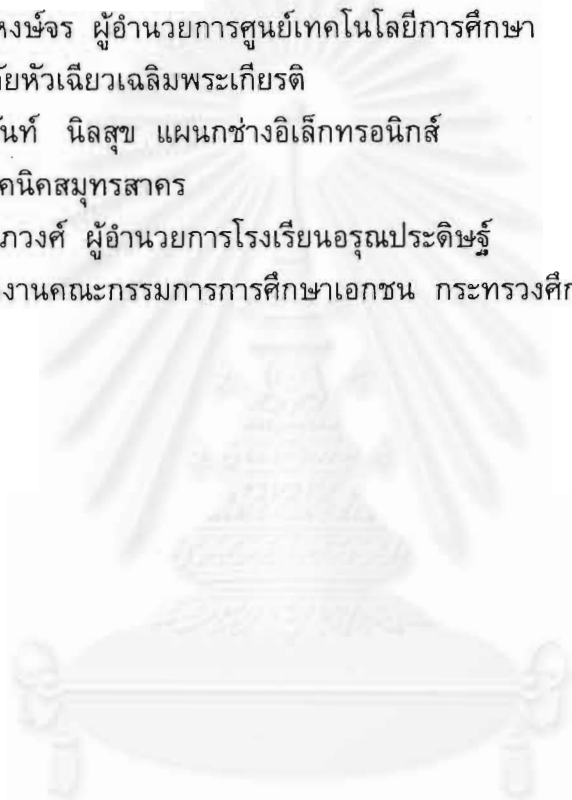 หงษ์จร ผู้อำนวยการศูนย์เทคโนโลยีการศึกษา
ัยหัวเฉียวเฉลิมพระเกียรติ
ันท์ นิลสุข แผนกช่างอิเล็กทรอนิกส์
คนิคสมุทรสาคร
ภวงศ์ ผู้อำนวยการโรงเรียนอรุณประดิษฐ์
งานคณะกรรมการการศึกษาเอกชน กระทรวงศึก